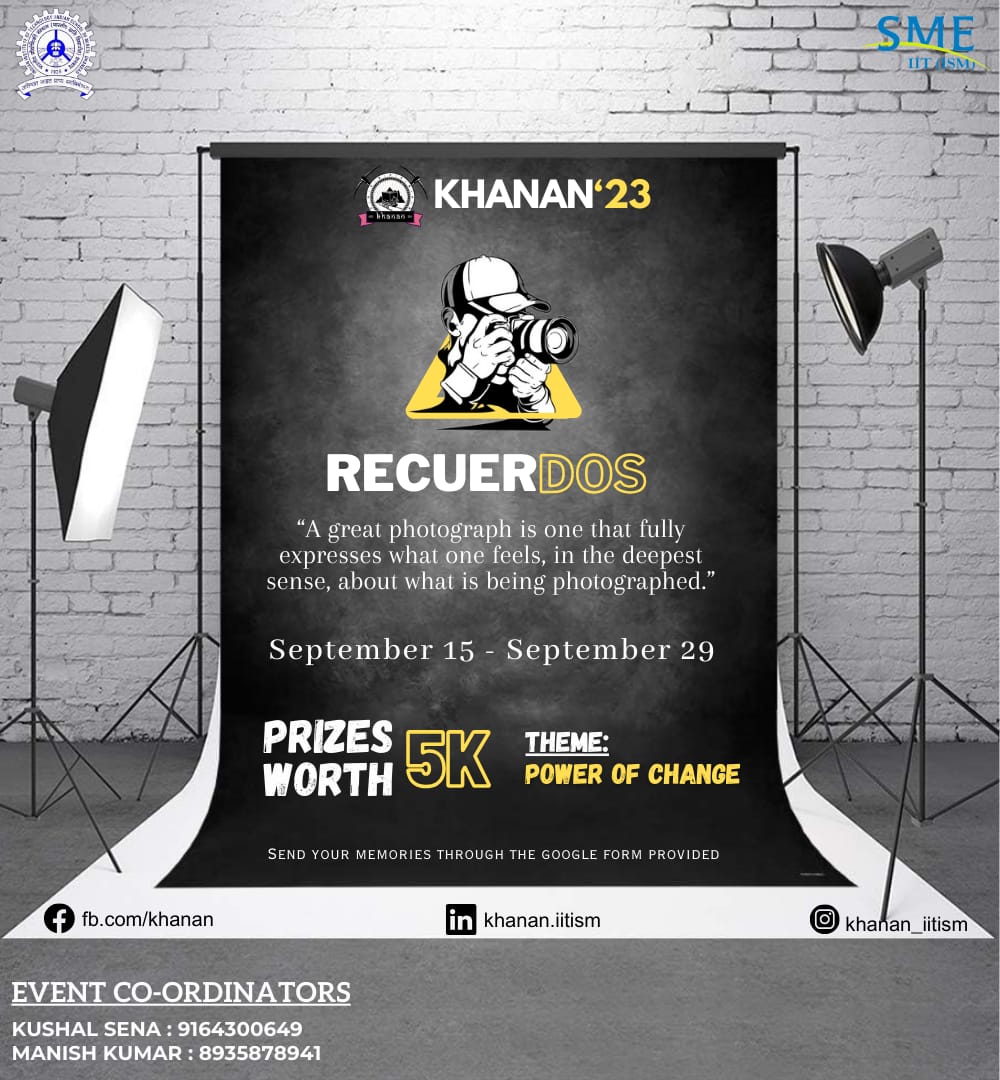 SME
IIT (ISM)
khanan
KHANAN‘23
RECUERDOS
“A great photograph is one that fully
expresses what one feels, in the deepest
sense, about what is being photographed.”
September 15 - September 29
PRIZES
WORTH
5K
THEME:
POWER OF CHANGE
SEND YOUR MEMORIES THROUGH THE GOOGLE FORM PROVIDED
fb.com/khanan
khanan.iitism
khanan_iitism
EVENT CO-ORDINATORS
KUSHAL SENA : 9164300649
MANISH KUMAR : 8935878941